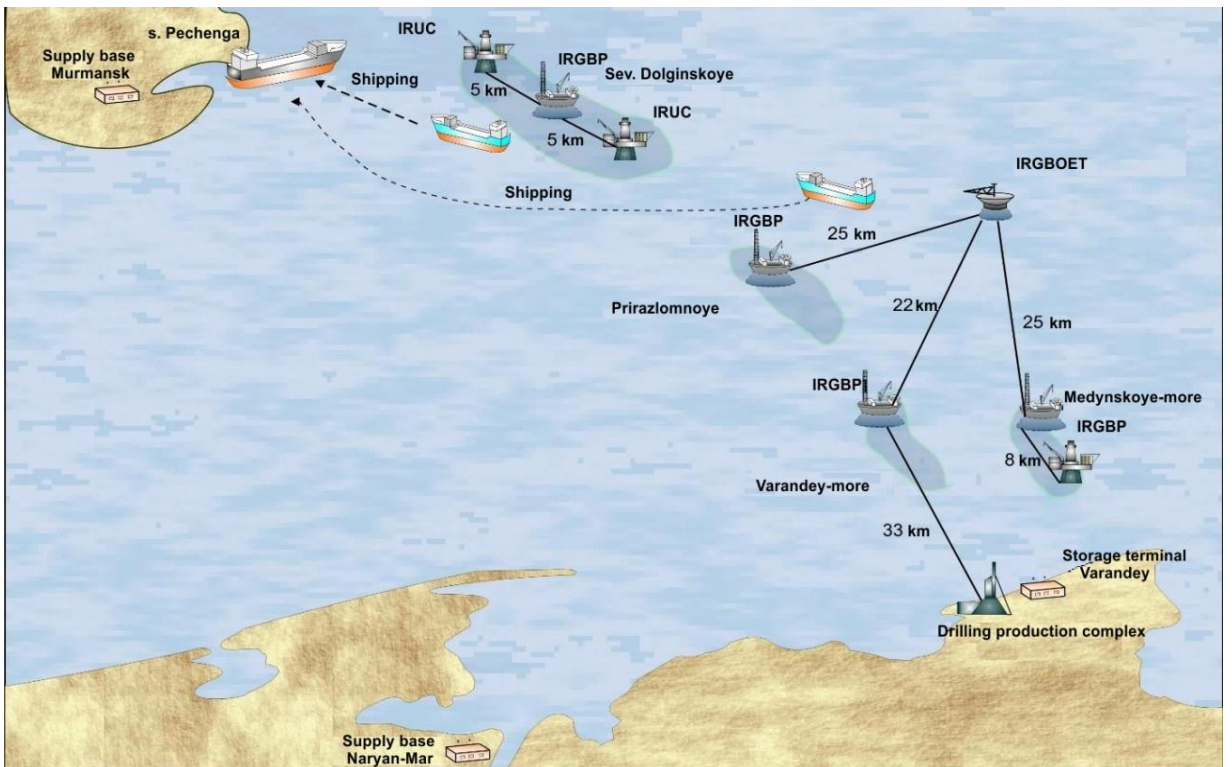 s. Pechenga
Supply base
Murmansk
Shipping
IRUC
IRGBP
Sev. Dolginskoye
5 km
IRUC
5 km
Shipping
IRGBOET
IRGBP
25 km
Prirazlomnoye
22 km
25 km
IRGBP
Medynskoye-more
IRGBP
8 km
Varandey-more
33 km
Storage terminal
Varandey
Drilling production complex
Supply base
Naryan-Mar